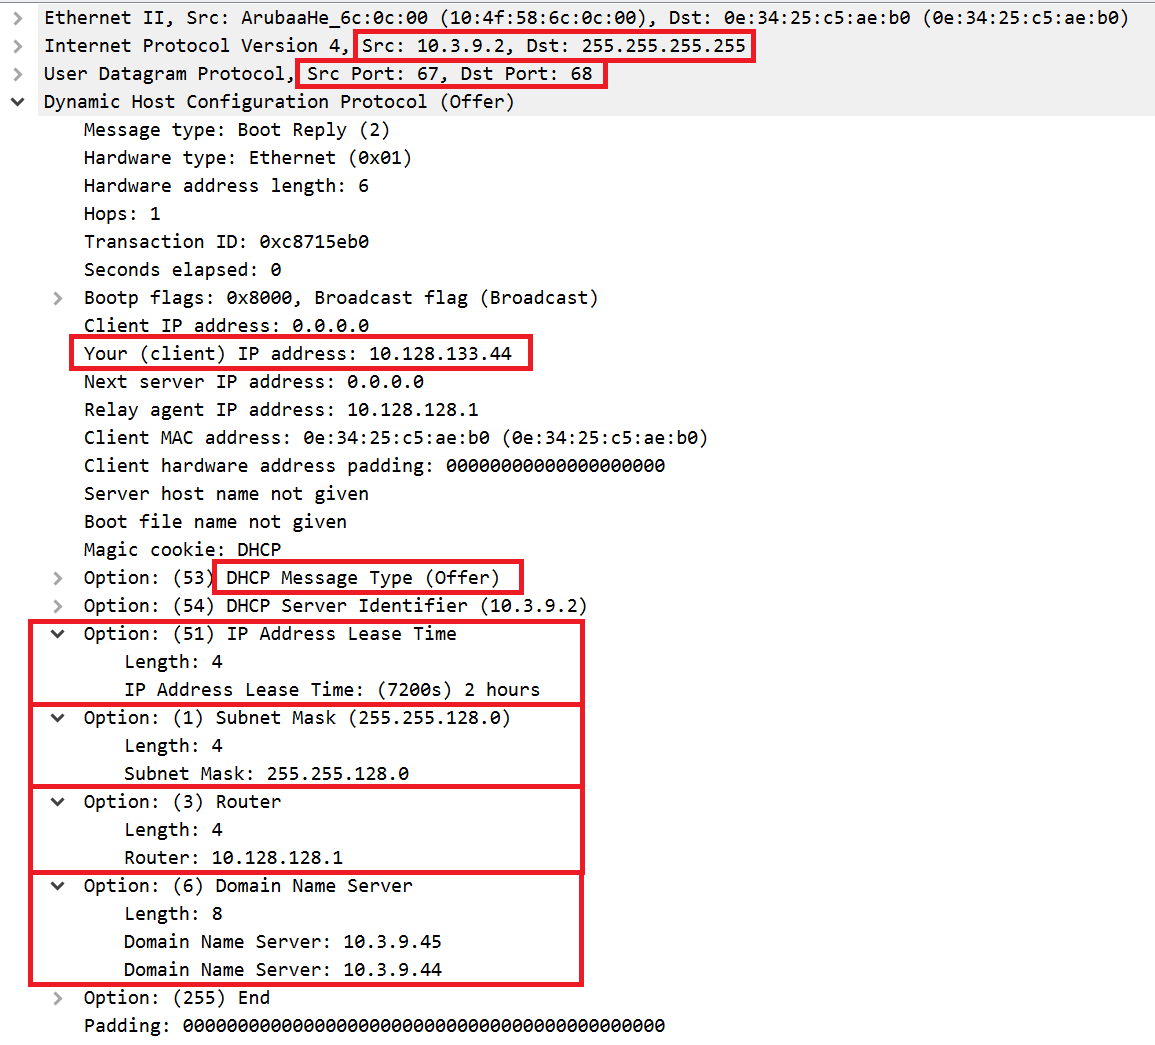 Ethernet II, Src: ArubaaHe_6c:0c:00 (10:4f:58:6c:0c:00), Dst: 0e:34:25:c5:ae:b0 (0e:34:25:c5:ae:b0)
Internet Protocol Version 4, Src: 10.3.9.2, Dst: 255.255.255.255
User Datagram Protocol, Src Port: 67, Dst Port: 68
Dynamic Host Configuration Protocol (Offer)
Message type: Boot Reply (2)
Hardware type: Ethernet (0x01)
Hardware address length: 6
Hops: 1
Transaction ID: 0xc8715eb0
Seconds elapsed: 0
Bootp flags: 0x8000, Broadcast flag (Broadcast)
Client IP address: 0.0.0.0
Your (client) IP address: 10.128.133.44
Next server IP address: 0.0.0.0
Relay agent IP address: 10.128.128.1
Client MAC address: 0e:34:25:c5:ae:b0 (0e:34:25:c5:ae:b0)
Client hardware address padding: 00000000000000000000
Server host name not given
Boot file name not given
Magic cookie: DHCP
Option: (53) DHCP Message Type (Offer)
Option: (54) DHCP Server Identifier (10.3.9.2)
Option: (51) IP Address Lease Time
Length: 4
IP Address Lease Time: (7200s) 2 hours
Option: (1) Subnet Mask (255.255.128.0)
Length: 4
Subnet Mask: 255.255.128.0
Option: (3) Router
Length: 4
Router: 10.128.128.1
Option: (6) Domain Name Server
Length: 8
Domain Name Server: 10.3.9.45
Domain Name Server: 10.3.9.44
Option: (255) End
Padding: 00000000000000000000000000000000000000000000